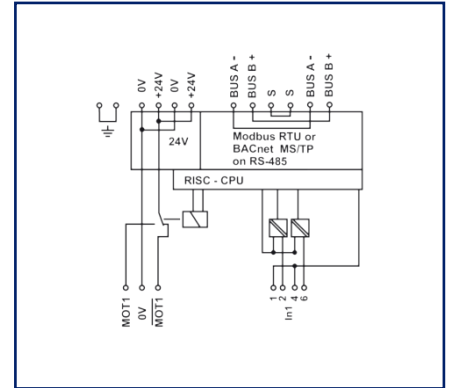 0V
+24V
0V
+24V
BUS A -
BUS B +
S
S
BUS A -
BUS B +
24V
Modbus RTU or
BACnet MS/TP
on RS-485
RISC - CPU
MOT1
0V
MOT1
1
2
In1
4
6